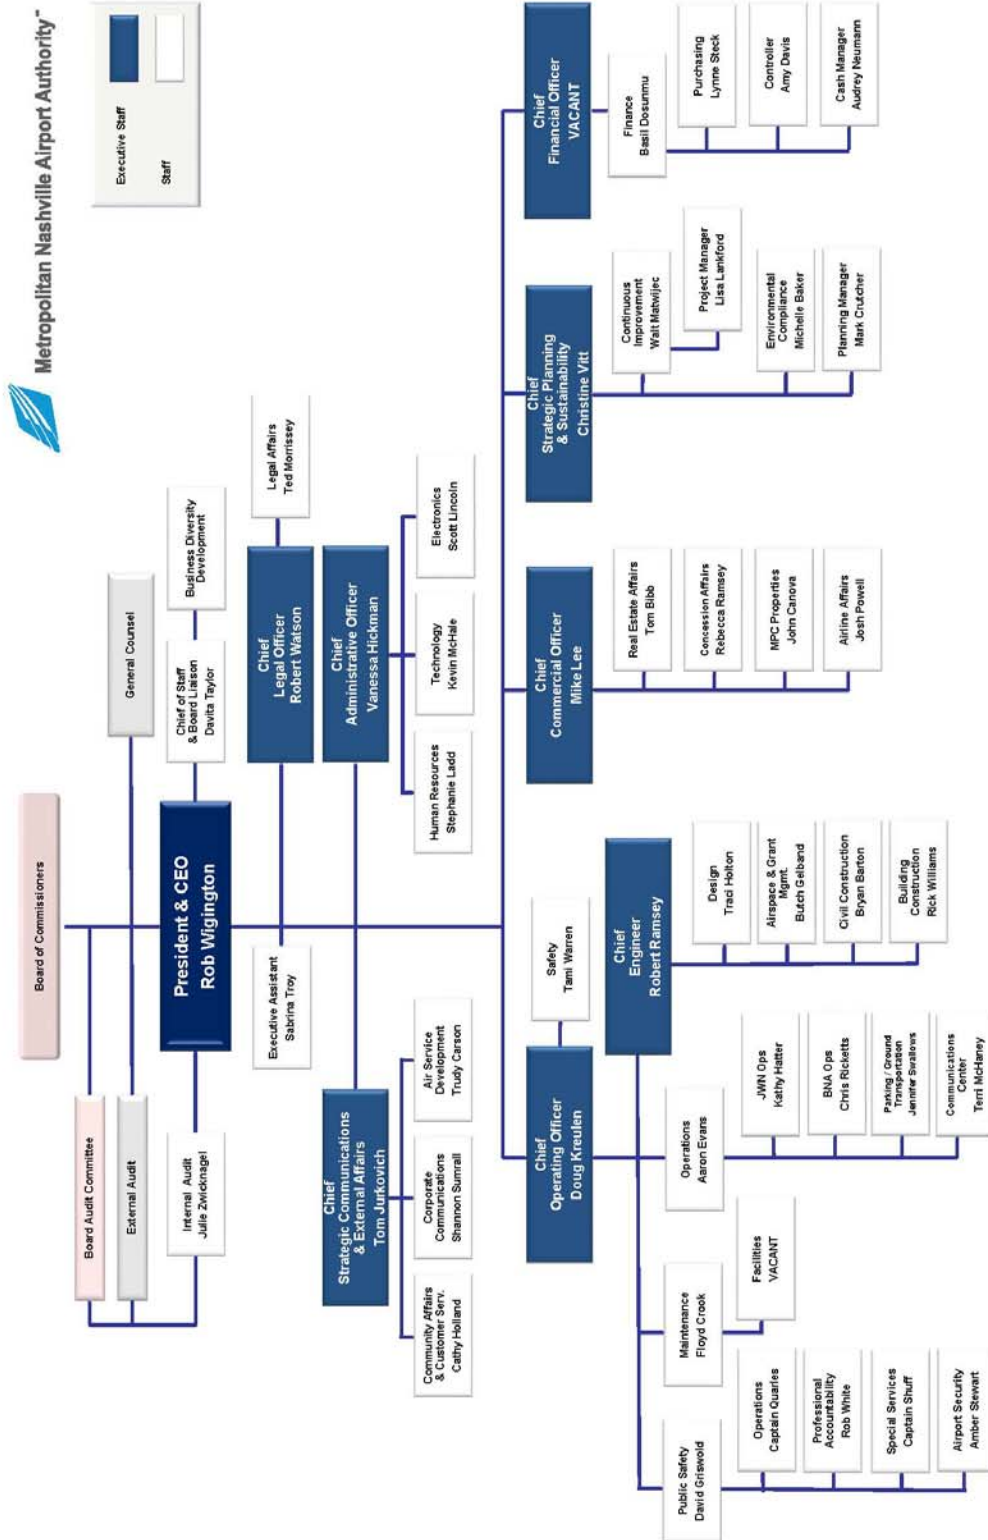 Metropolitan Nashville Airport Authority™
Executive Staff
Staff
Board of Commissioners
Board Audit Committee
External Audit
General Counsel
Internal Audit
Julie Zwicknagel
President & CEO
Rob Wigington
Chief of Staff
& Board Liaison
Davita Taylor
Business Diversity
Development
Executive Assistant
Sabrina Troy
Chief
Legal Officer
Robert Watson
Legal Affairs
Ted Morrissey
Chief
Strategic Communications
& External Affairs
Tom Jurkovich
Chief
Administrative Officer
Vanessa Hickman
Community Affairs
& Customer Serv.
Cathy Holland
Corporate
Communications
Shannon Sumrall
Air Service
Development
Trudy Carson
Human Resources
Stephanie Ladd
Technology
Kevin McHale
Electronics
Scott Lincoln
Chief
Operating Officer
Doug Kreulen
Safety
Tami Warren
Chief
Commercial Officer
Mike Lee
Chief
Strategic Planning
& Sustainability
Christine Vitt
Chief
Financial Officer
VACANT
Public Safety
David Griswold
Maintenance
Floyd Crook
Operations
Aaron Evans
Chief
Engineer
Robert Ramsey
Operations
Captain Quarles
Professional
Accountability
Rob White
Special Services
Captain Shuff
Airport Security
Amber Stewart
Facilities
VACANT
JWN Ops
Kathy Hatter
BNA Ops
Chris Ricketts
Parking / Ground
Transportation
Jennifer Swallows
Communications
Center
Terri McHaney
Design
Traci Holton
Airspace & Grant
Mgmt.
Butch Gelband
Civil Construction
Bryan Barton
Building
Construction
Rick Williams
Real Estate Affairs
Tom Bibb
Concession Affairs
Rebecca Ramsey
MPC Properties
John Canova
Airline Affairs
Josh Powell
Continuous
Improvement
Walt Matwijec
Project Manager
Lisa Lankford
Environmental
Compliance
Michelle Baker
Planning Manager
Mark Crutcher
Finance
Basil Dosunmu
Purchasing
Lynne Steck
Controller
Amy Davis
Cash Manager
Audrey Neumann